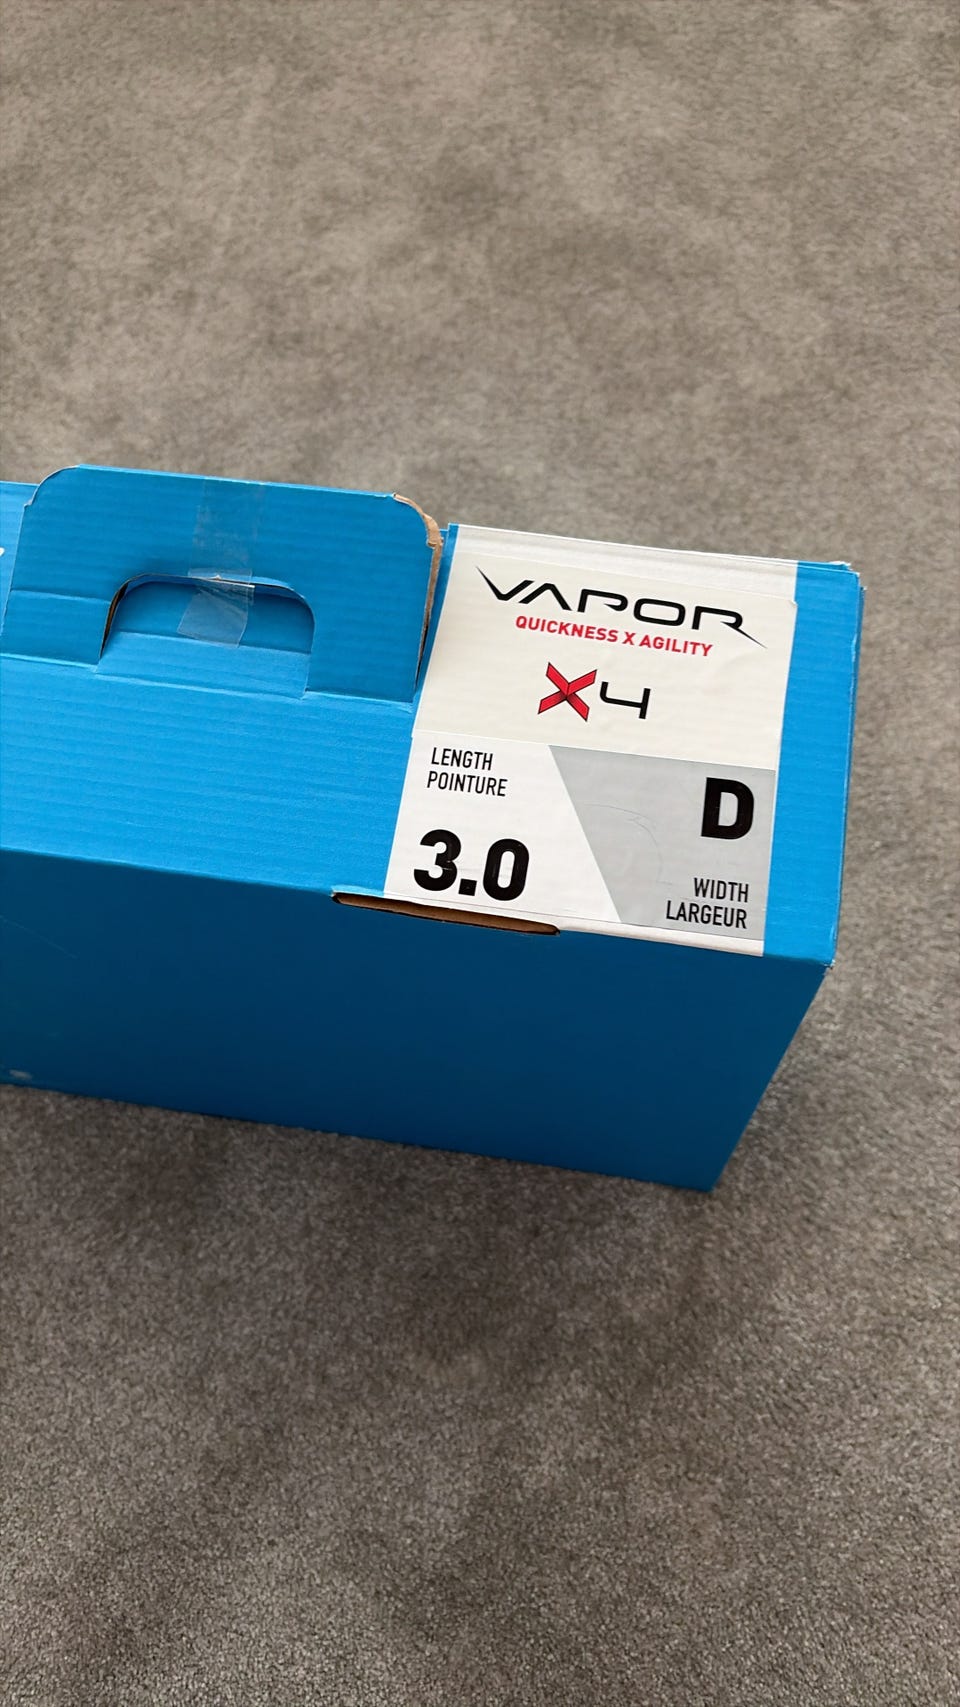 VAPOR
QUICKNESS X AGILITY
X4
LENGTH
POINTURE
3.0
D
WIDTH
LARGEUR